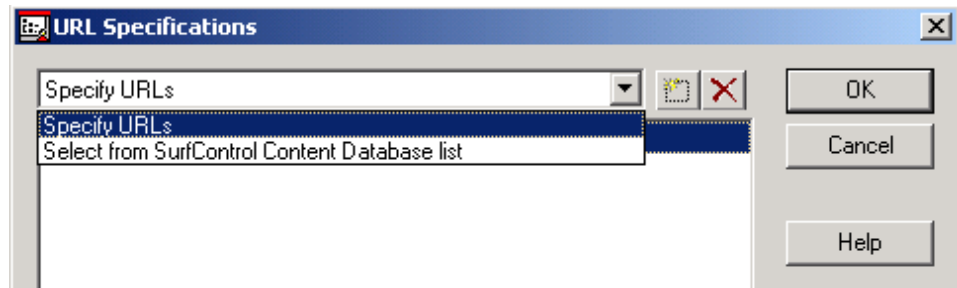 URL Specifications
Specify URLs
OK
Specify URLs
Select from SurfControl Content Database list
Cancel
Help